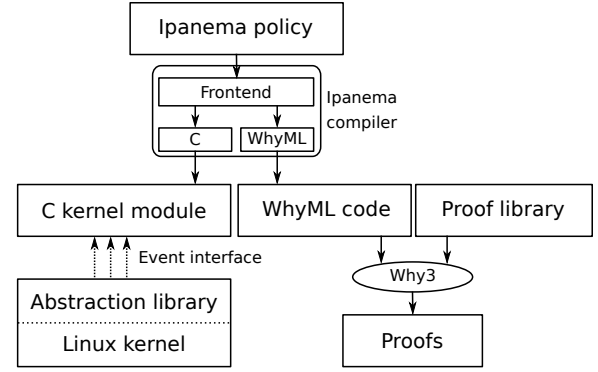 Ipanema policy
Frontend
Ipanema
compiler
C
WhyML
C kernel module
WhyML code
Proof library
Event interface
Why3
Abstraction library
Linux kernel
Proofs